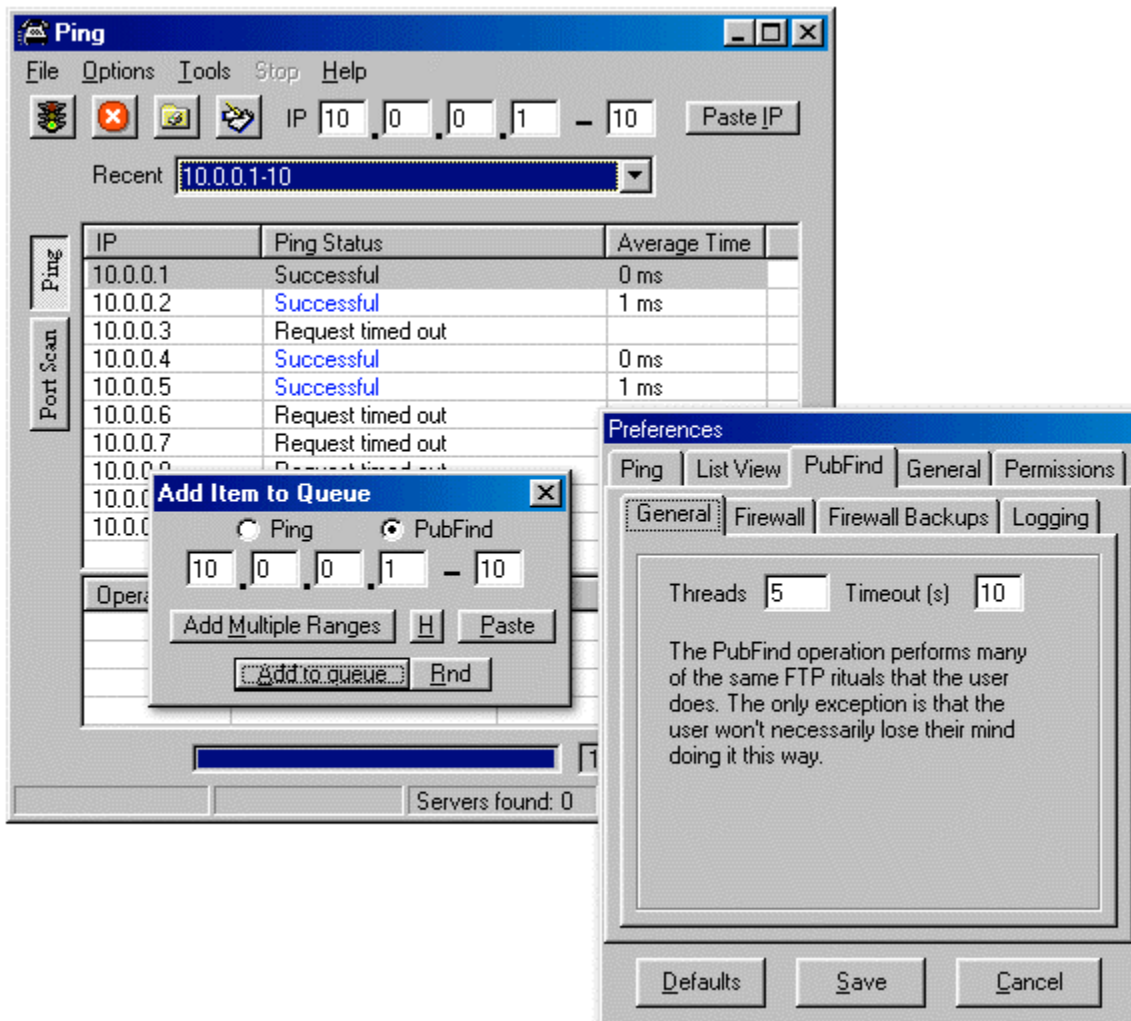 Ping
File Options Tools Stop Help
IP 10 . 0 . 0 . 1 – 10 Paste IP
Recent 10.0.0.1-10
Ping
Port Scan
IP Ping Status Average Time
10.0.0.1 Successful 0 ms
10.0.0.2 Successful 1 ms
10.0.0.3 Request timed out
10.0.0.4 Successful 0 ms
10.0.0.5 Successful 1 ms
10.0.0.6 Request timed out
10.0.0.7 Request timed out
Servers found: 0
Add Item to Queue
Ping PubFind
10 . 0 . 0 . 1 – 10
Add Multiple Ranges H Paste
Add to queue Rnd
Preferences
Ping List View PubFind General Permissions
General Firewall Firewall Backups Logging
Threads 5 Timeout (s) 10
The PubFind operation performs many
of the same FTP rituals that the user
does. The only exception is that the
user won't necessarily lose their mind
doing it this way.
Defaults Save Cancel